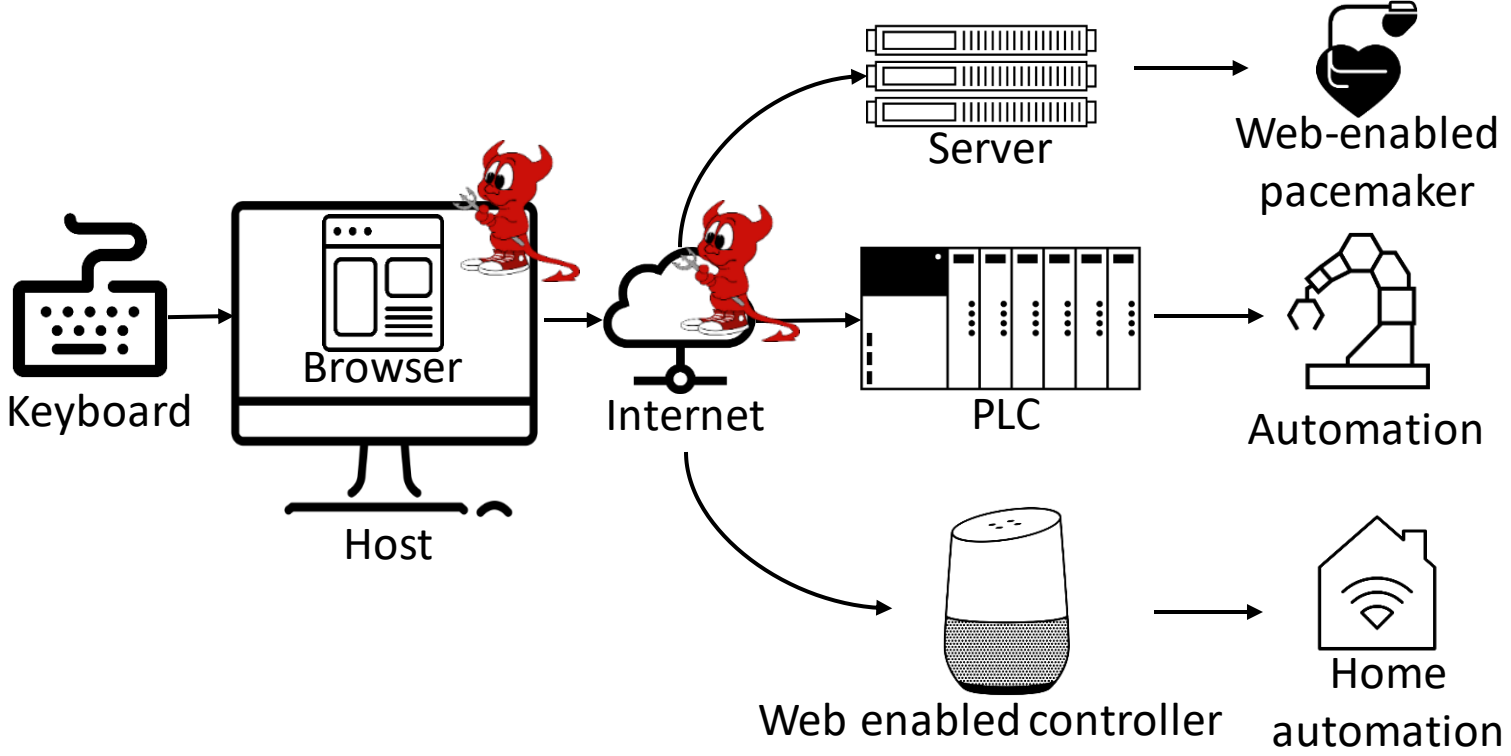 Keyboard
Browser
Host
Internet
Server
Web-enabled
pacemaker
PLC
Automation
Web enabled controller
Home
automation